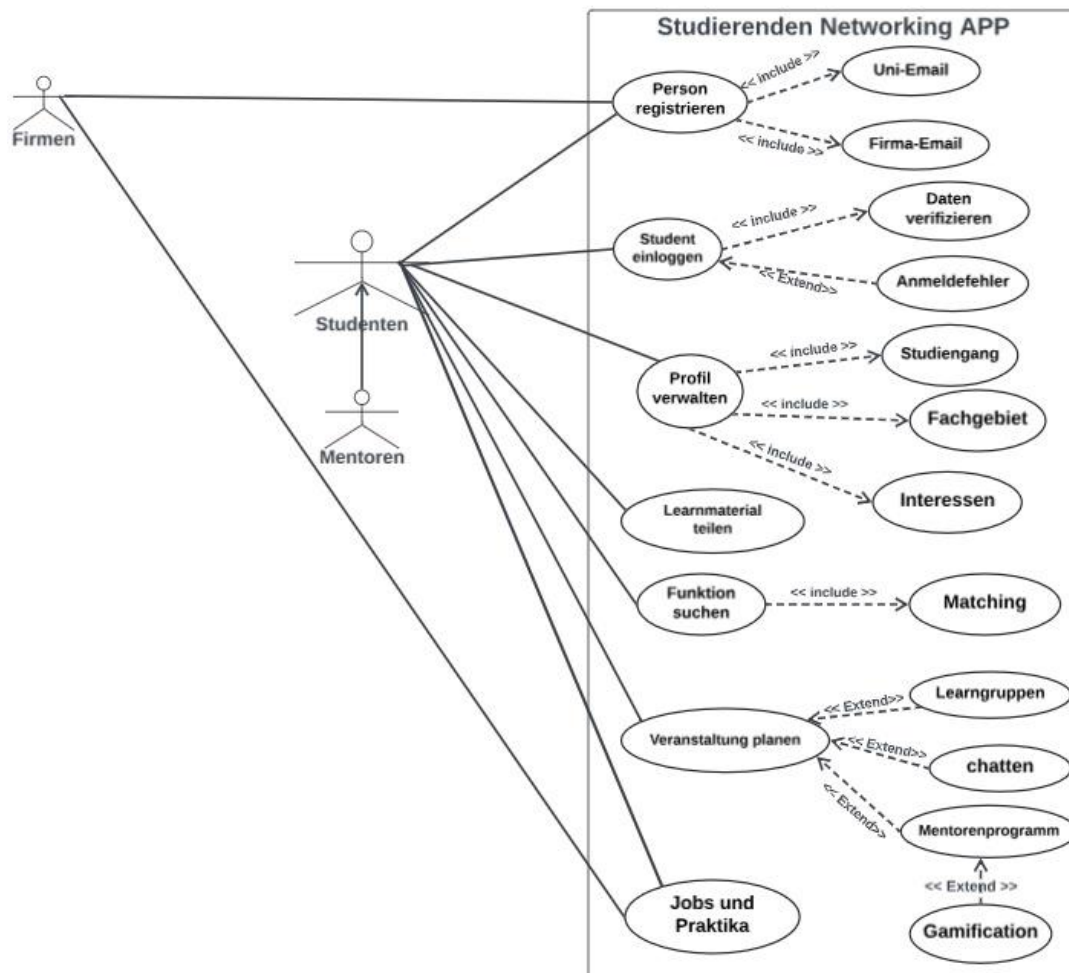 Studierenden Networking APP
Firmen
Person
registrieren
<< include >>
Uni-Email
<< include >>
Firma-Email
Studenten
Student
einloggen
<< include >>
Daten
verifizieren
<< Extend>>
Anmeldefehler
Mentoren
Profil
verwalten
<< include >>
Studiengang
<< include >>
Fachgebiet
<< include >>
Interessen
Learnmaterial
teilen
Funktion
suchen
<< include >>
Matching
Veranstaltung planen
<< Extend>>
Learngruppen
<< Extend>>
chatten
<< Extend>>
Mentorenprogramm
<< Extend >>
Gamification
Jobs und
Praktika